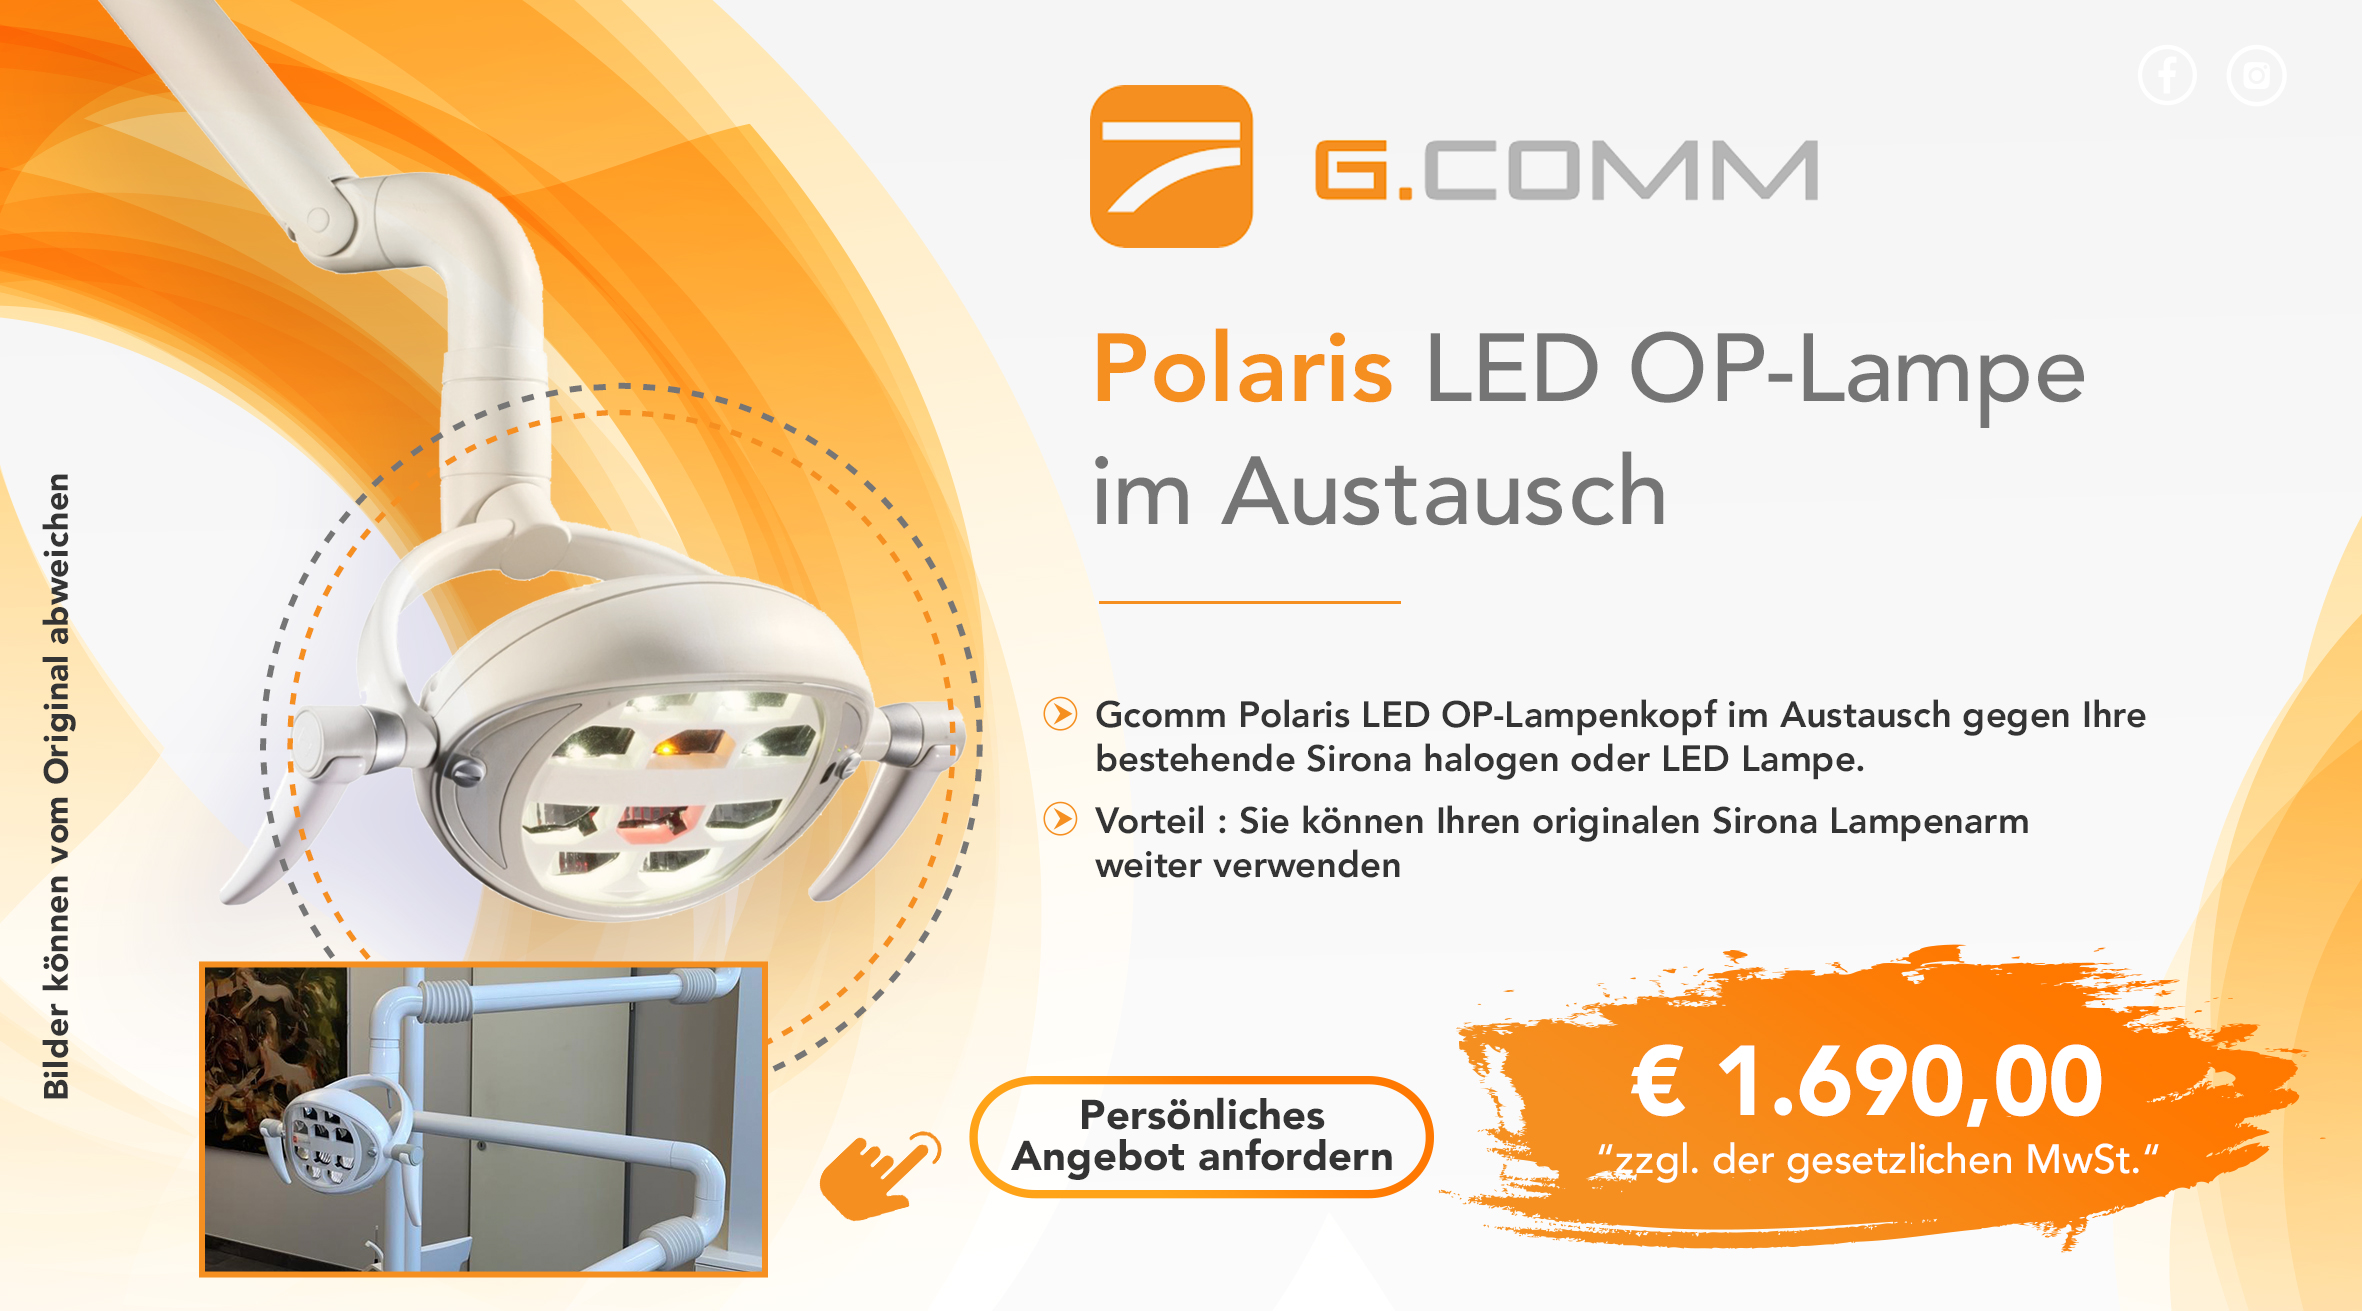 G.COMM
Polaris LED OP-Lampe
im Austausch
Gcomm Polaris LED OP-Lampenkopf im Austausch gegen Ihre
bestehende Sirona halogen oder LED Lampe.
Vorteil : Sie können Ihren originalen Sirona Lampenarm
weiter verwenden
Persönliches
Angebot anfordern
€ 1.690,00
“zzgl. der gesetzlichen MwSt.“
Bilder können vom Original abweichen